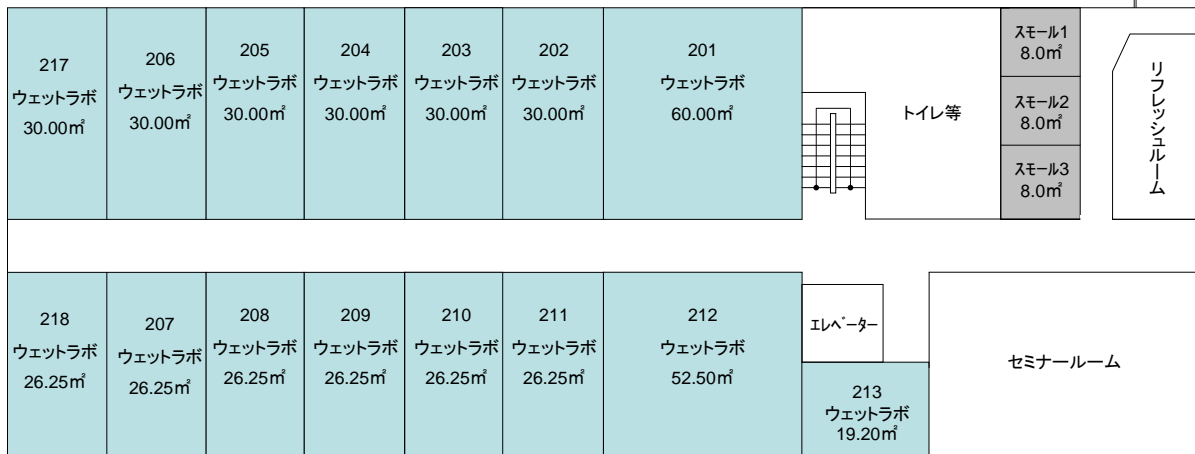 217
ウェットラボ
30.00㎡
206
ウェットラボ
30.00㎡
205
ウェットラボ
30.00㎡
204
ウェットラボ
30.00㎡
203
ウェットラボ
30.00㎡
202
ウェットラボ
30.00㎡
201
ウェットラボ
60.00㎡
トイレ等
スモール1
8.0㎡
スモール2
8.0㎡
スモール3
8.0㎡
リフレッシュルーム
218
ウェットラボ
26.25㎡
207
ウェットラボ
26.25㎡
208
ウェットラボ
26.25㎡
209
ウェットラボ
26.25㎡
210
ウェットラボ
26.25㎡
211
ウェットラボ
26.25㎡
212
ウェットラボ
52.50㎡
エレベーター
213
ウェットラボ
19.20㎡
セミナールーム